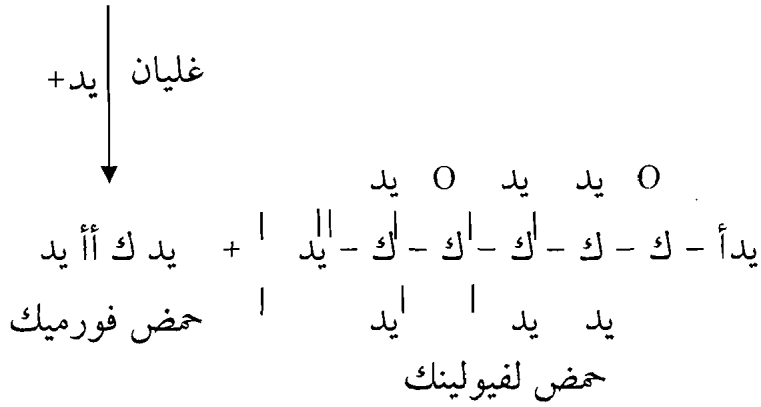 غليان يد+
O يد يد O يد
يدأ – ك – ك – ك – ك – ك – يد + يد ك أأ يد
يد يد يد
حمض فورميك
حمض لفيولينك